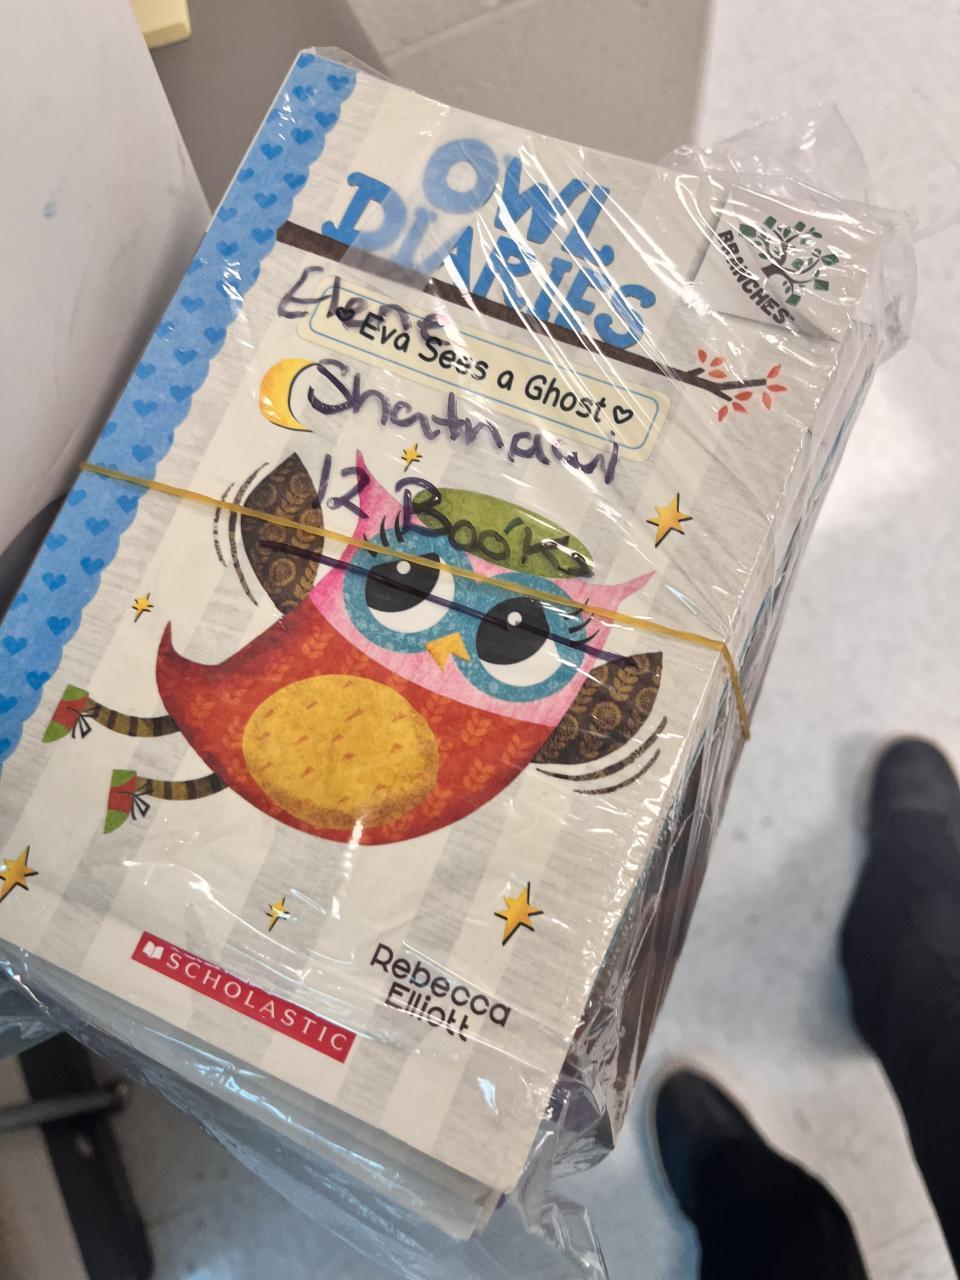 OWL
DIARIES
BRANCHES
Elene
Eva Sees a Ghost
Shatnawi
12 Books
SCHOLASTIC
Rebecca
Elliott